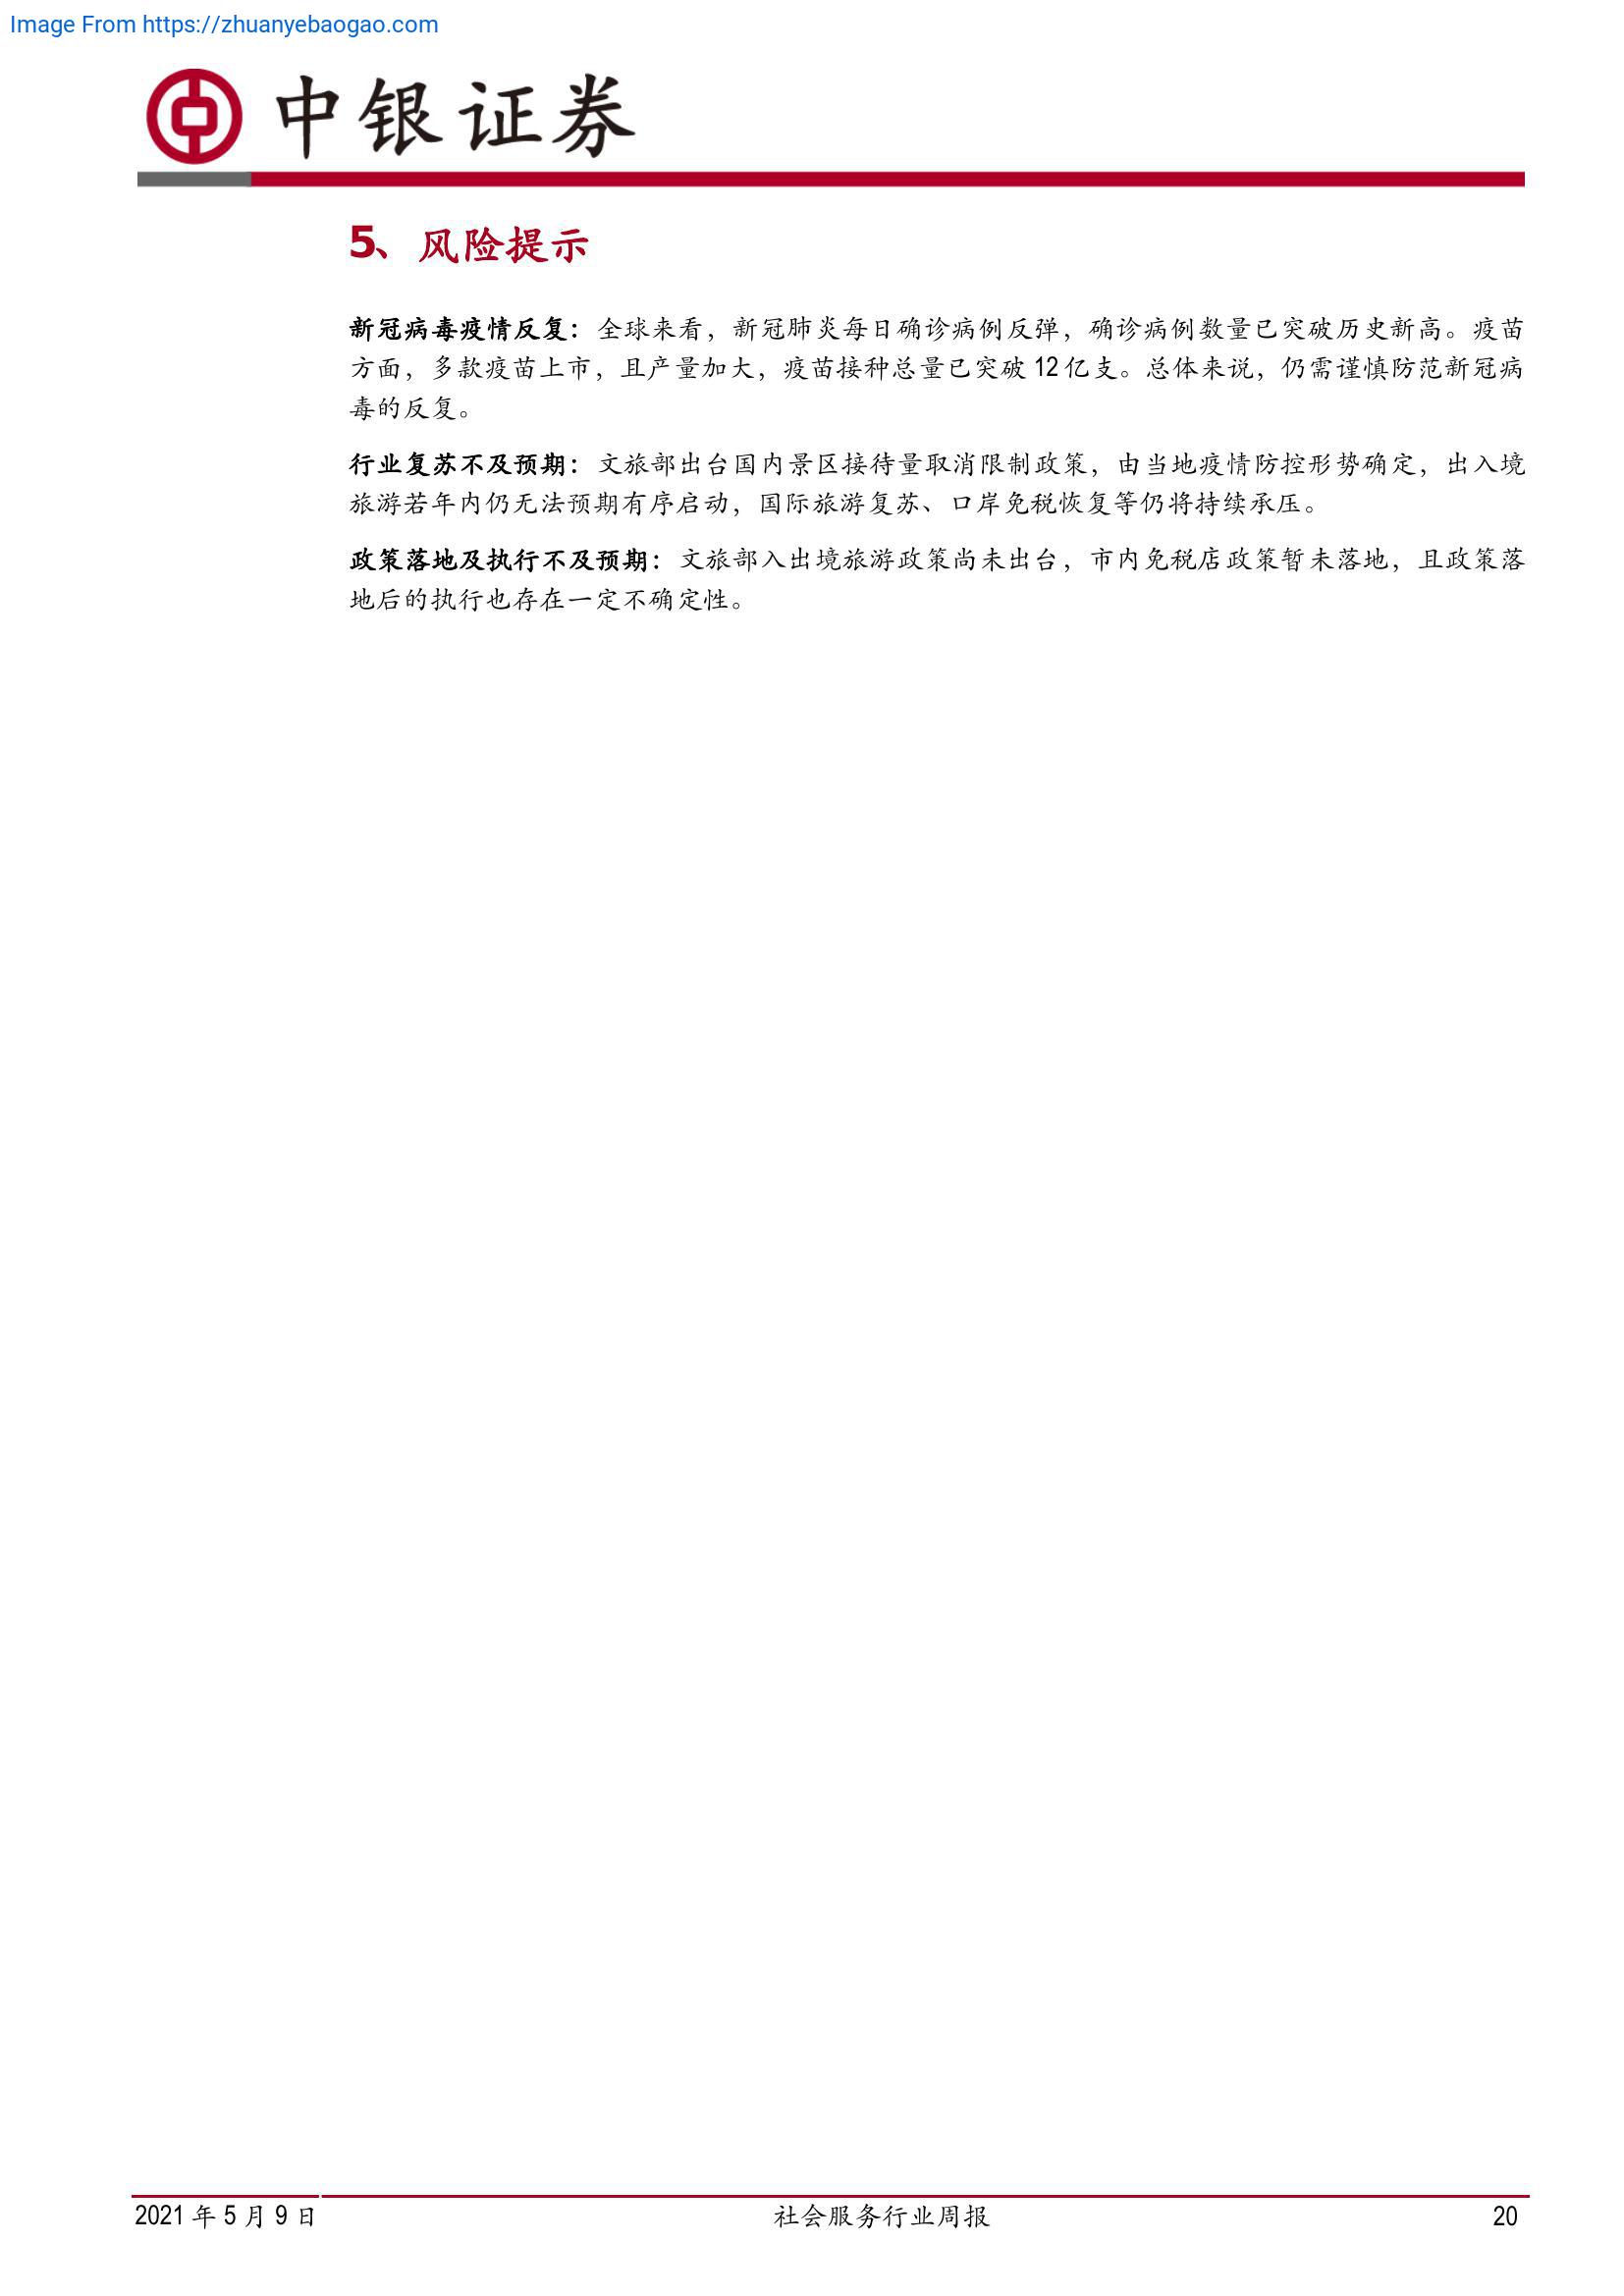 Image From https://zhuanyebaogao.com
中银证券
5、风险提示
新冠病毒疫情反复：全球来看，新冠肺炎每日确诊病例反弹，确诊病例数量已突破历史新高。疫苗
方面，多款疫苗上市，且产量加大，疫苗接种总量已突破 12 亿支。总体来说，仍需谨慎防范新冠病
毒的反复。
行业复苏不及预期：文旅部出台国内景区接待量取消限制政策，由当地疫情防控形势确定，出入境
旅游若年内仍无法预期有序启动，国际旅游复苏、口岸免税恢复等仍将持续承压。
政策落地及执行不及预期：文旅部入出境旅游政策尚未出台，市内免税店政策暂未落地，且政策落
地后的执行也存在一定不确定性。
2021 年 5 月 9 日 社会服务行业周报 20